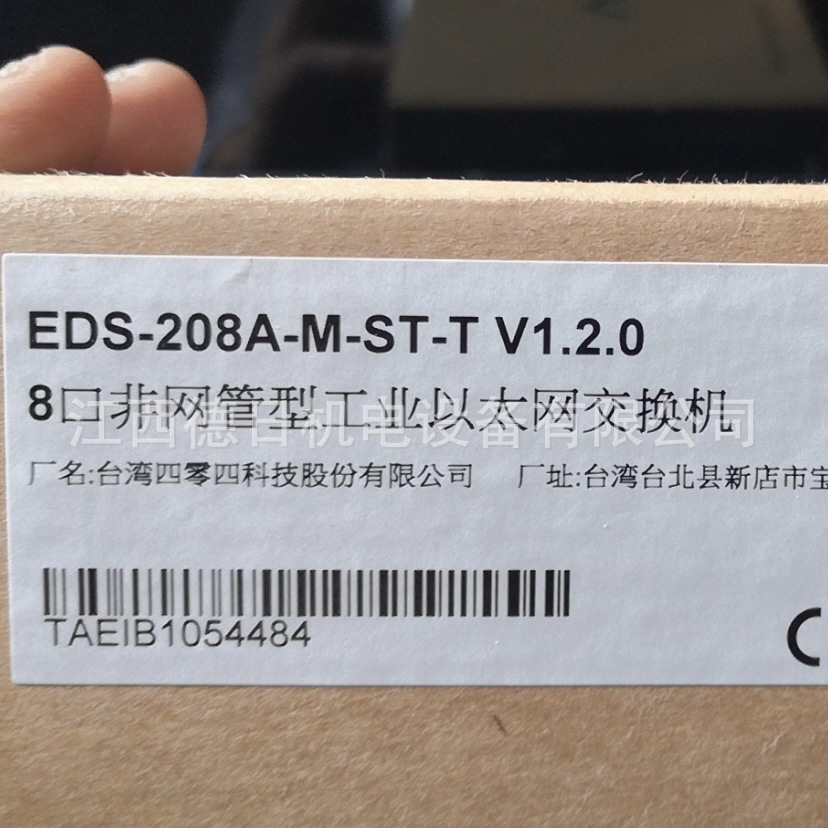 EDS-208A-M-ST-T V1.2.0
8口非网管型工业以太网交换机
江西德日机电设备有限公司
厂名:台湾四零四科技股份有限公司 厂址:台湾台北县新店市宝
TAEIB1054484